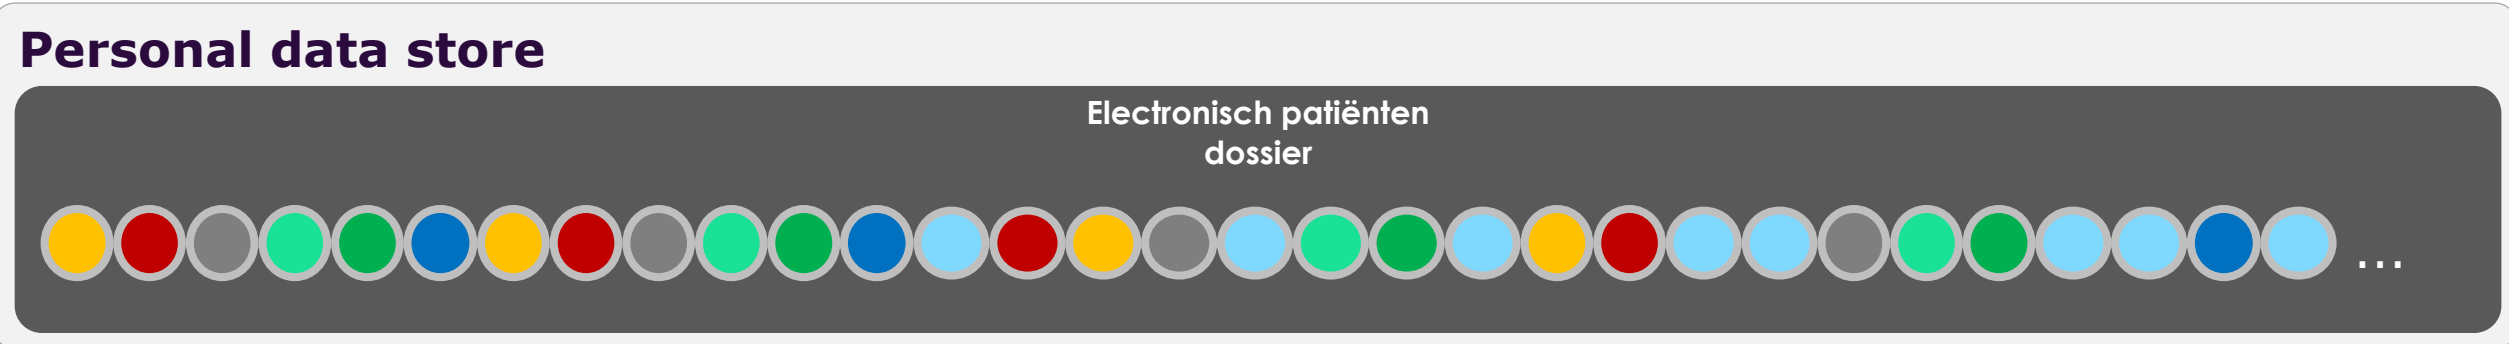 Personal data store
Electronisch patiënten
dossier
...